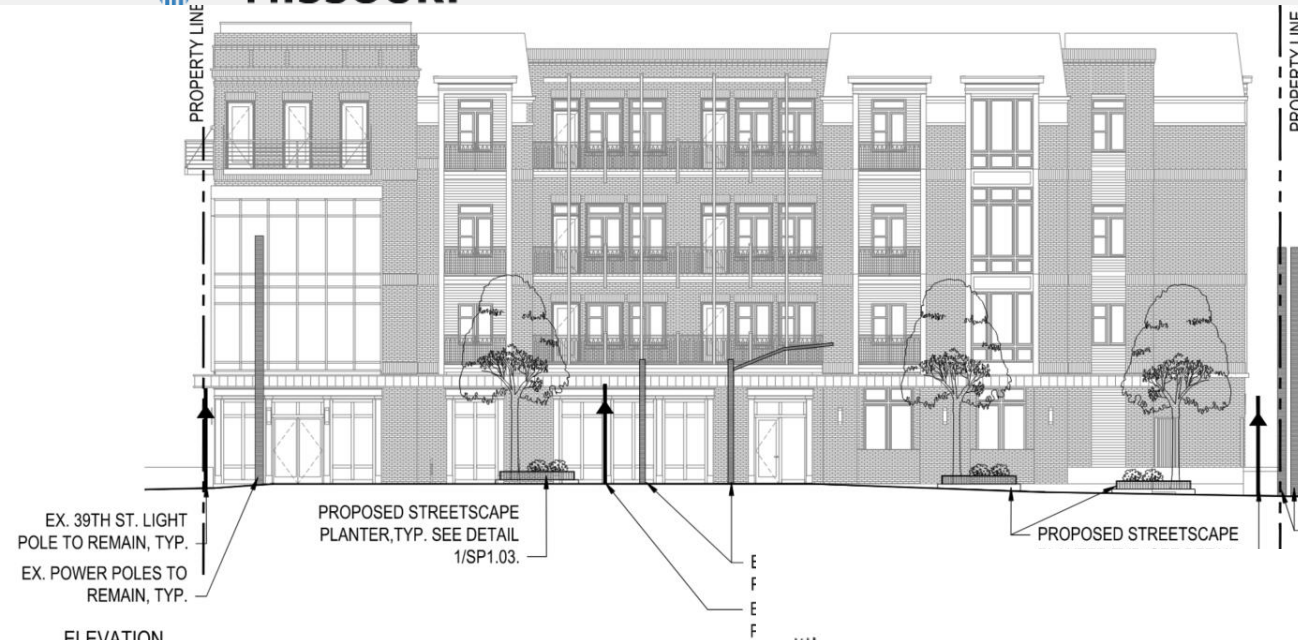 MISSOURI
PROPERTY LINE
PROPERTY LINE
EX. 39TH ST. LIGHT
POLE TO REMAIN, TYP.
EX. POWER POLES TO
REMAIN, TYP.
PROPOSED STREETSCAPE
PLANTER,TYP. SEE DETAIL
1/SP1.03.
PROPOSED STREETSCAPE
ELEVATION